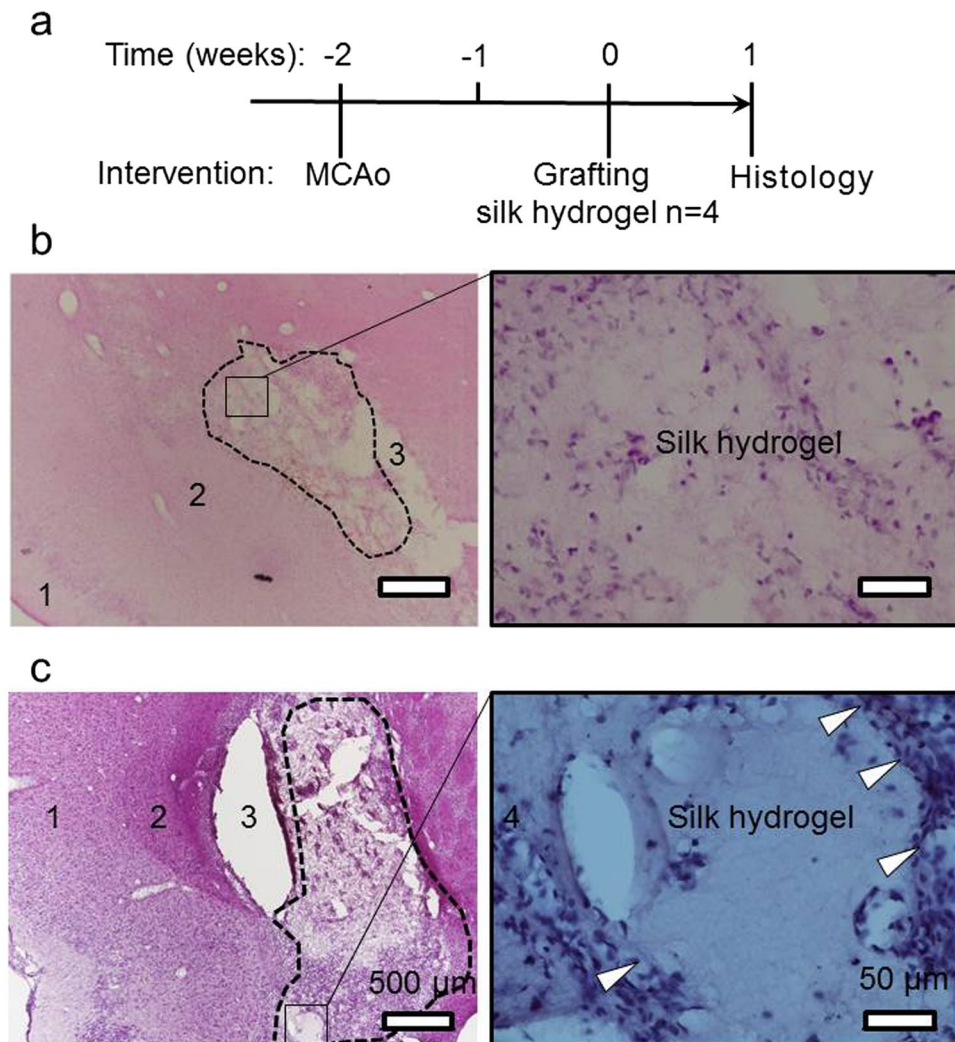 a
Time (weeks): -2 -1 0 1
Intervention: MCAo Grafting Histology
silk hydrogel n=4
b
1 2 3
Silk hydrogel
c
1 2 3
500 µm
4 Silk hydrogel
50 µm